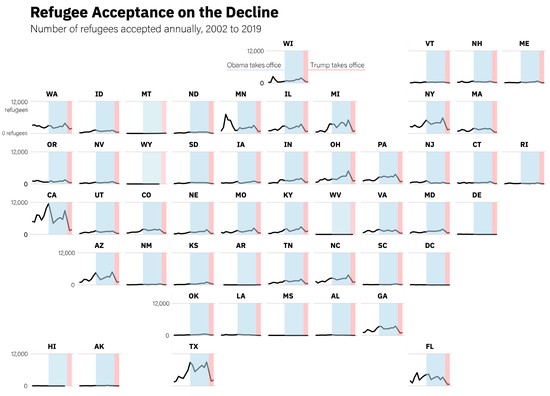 Refugee Acceptance on the Decline
Number of refugees accepted annually, 2002 to 2019
WI VT NH ME
12,000
Obama takes office Trump takes office
0
WA ID MT ND MN IL MI NY MA
12,000
refugees
0 refugees
OR NV WY SD IA IN OH PA NJ CT RI
12,000
0
CA UT CO NE MO KY WV VA MD DE
12,000
0
AZ NM KS AR TN NC SC DC
12,000
0
OK LA MS AL GA
12,000
0
HI AK TX FL
12,000
0